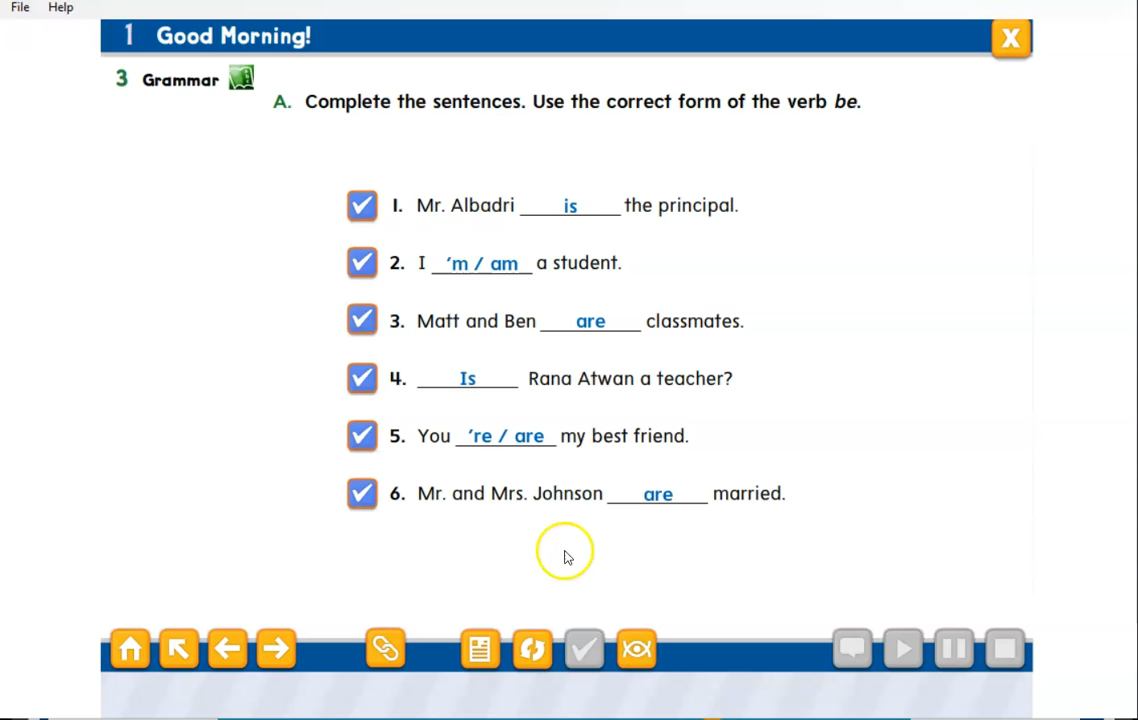 File Help
1 Good Morning!
X
3 Grammar
A. Complete the sentences. Use the correct form of the verb be.
1. Mr. Albadri is the principal.
2. I 'm / am a student.
3. Matt and Ben are classmates.
4. Is Rana Atwan a teacher?
5. You 're / are my best friend.
6. Mr. and Mrs. Johnson are married.